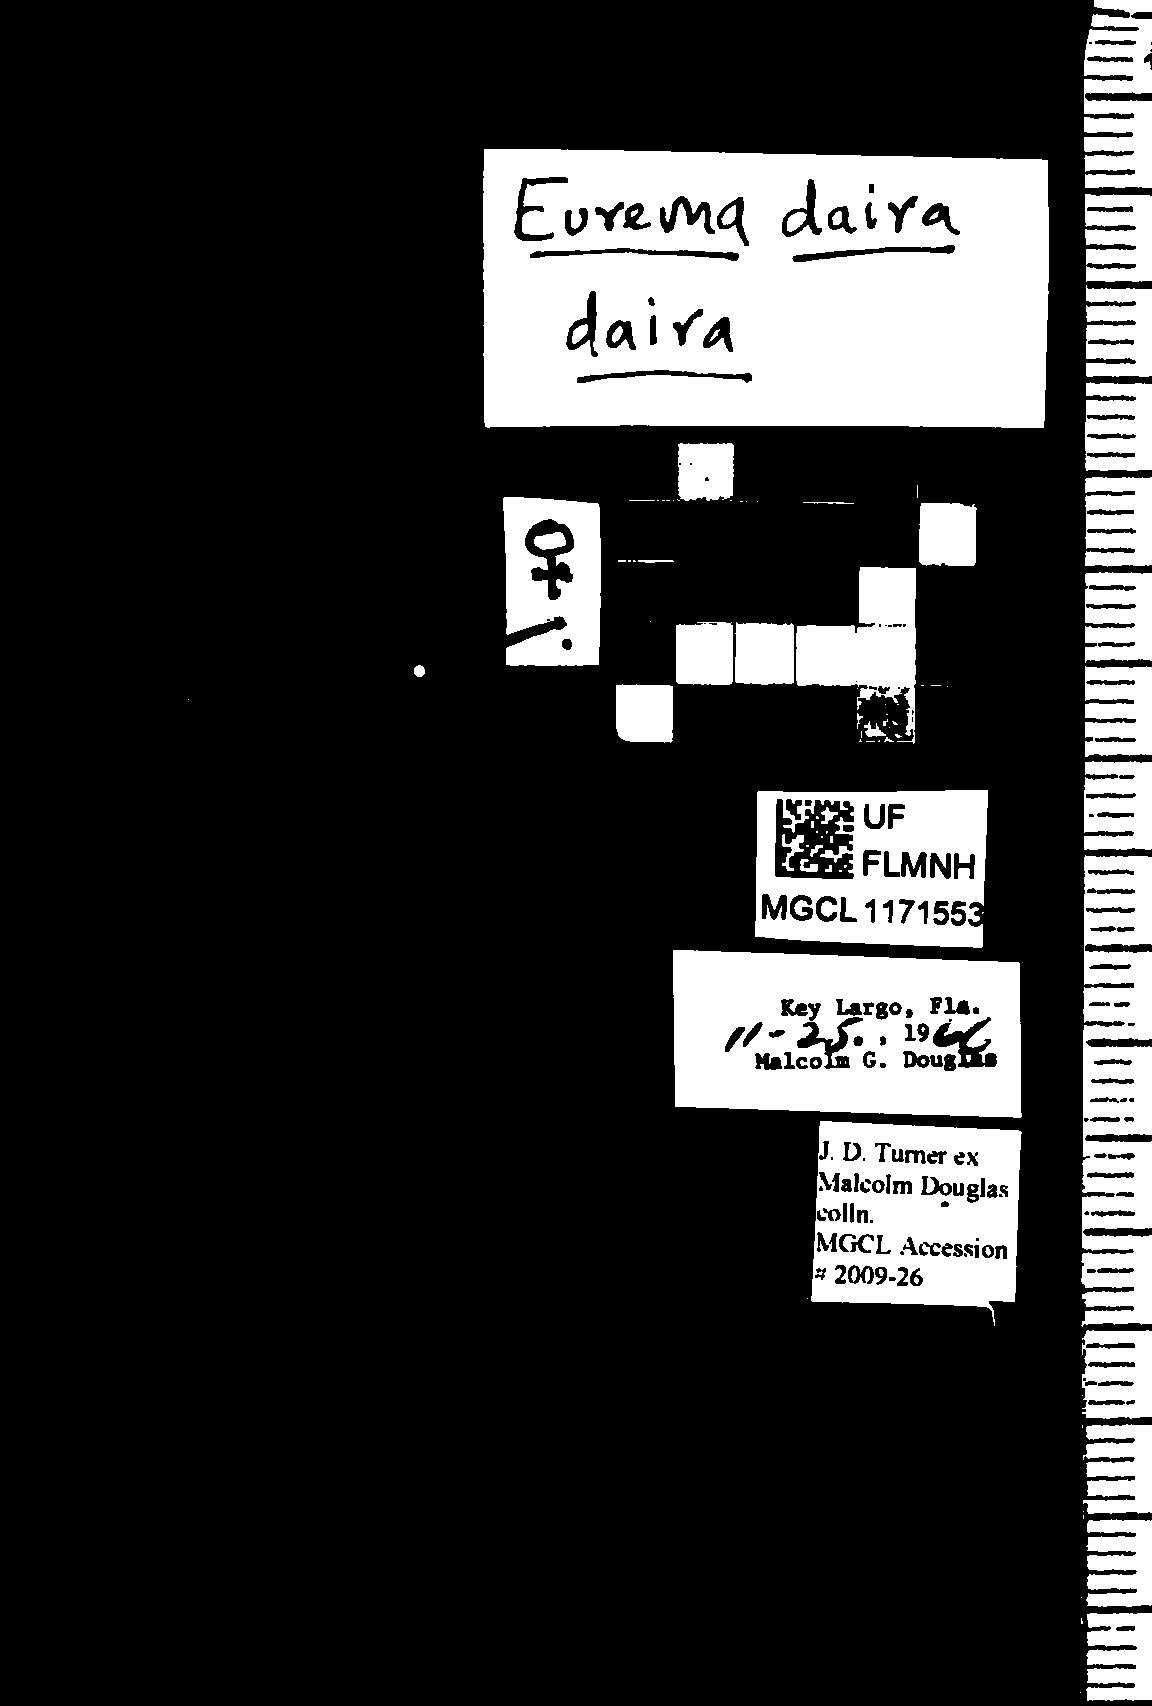 Eurema daira
daira
♀
UF
FLMNH
MGCL 1171553
Key Largo, Fla.
11-25., 1966
Malcolm G. Douglas
J. D. Turner ex
Malcolm Douglas
colln.
MGCL Accession
# 2009-26